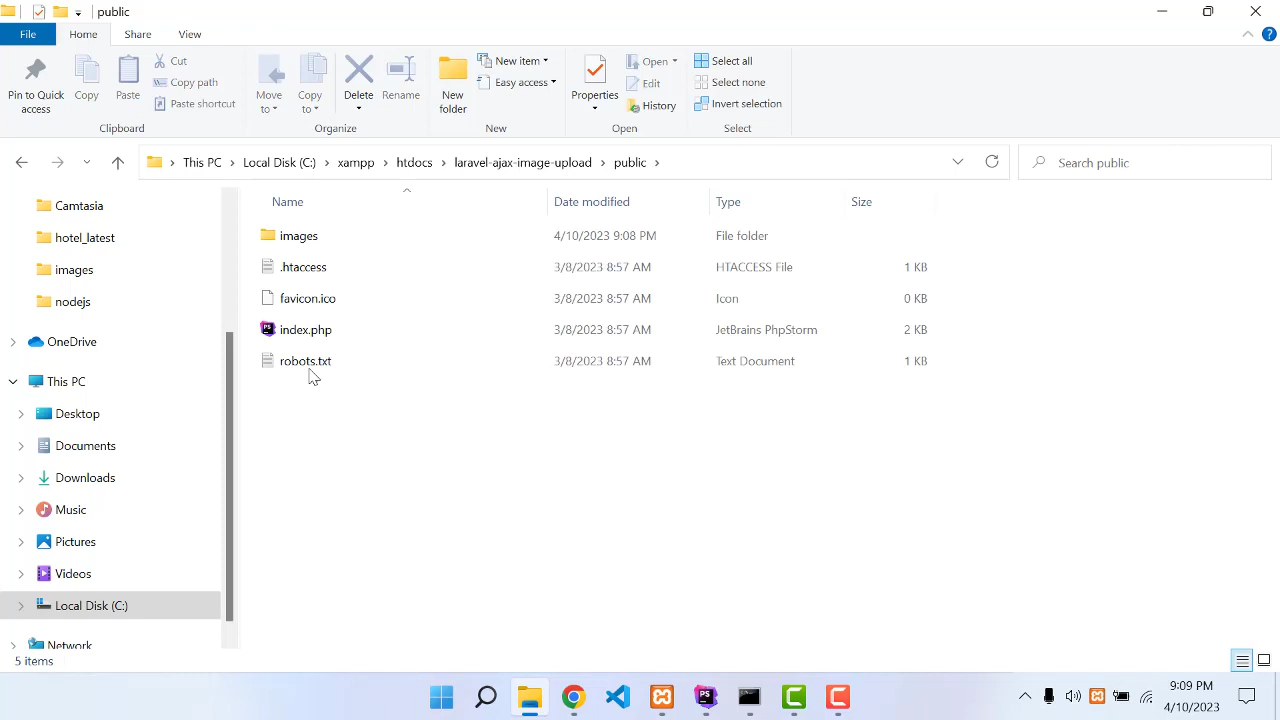 public
File
Home
Share
View
Pin to Quick
access
Copy
Paste
Cut
Copy path
Paste shortcut
Clipboard
Move
to
Copy
to
Delete
Rename
Organize
New
folder
New item
Easy access
New
Properties
Open
Edit
History
Open
Select all
Select none
Invert selection
Select
This PC
Local Disk (C:)
xampp
htdocs
laravel-ajax-image-upload
public
Search public
Camtasia
hotel_latest
images
nodejs
OneDrive
This PC
Desktop
Documents
Downloads
Music
Pictures
Videos
Local Disk (C:)
Network
Name Date modified Type Size
images 4/10/2023 9:08 PM File folder
.htaccess 3/8/2023 8:57 AM HTACCESS File 1 KB
favicon.ico 3/8/2023 8:57 AM Icon 0 KB
index.php 3/8/2023 8:57 AM JetBrains PhpStorm 2 KB
robots.txt 3/8/2023 8:57 AM Text Document 1 KB
5 items
9:09 PM
4/10/2023